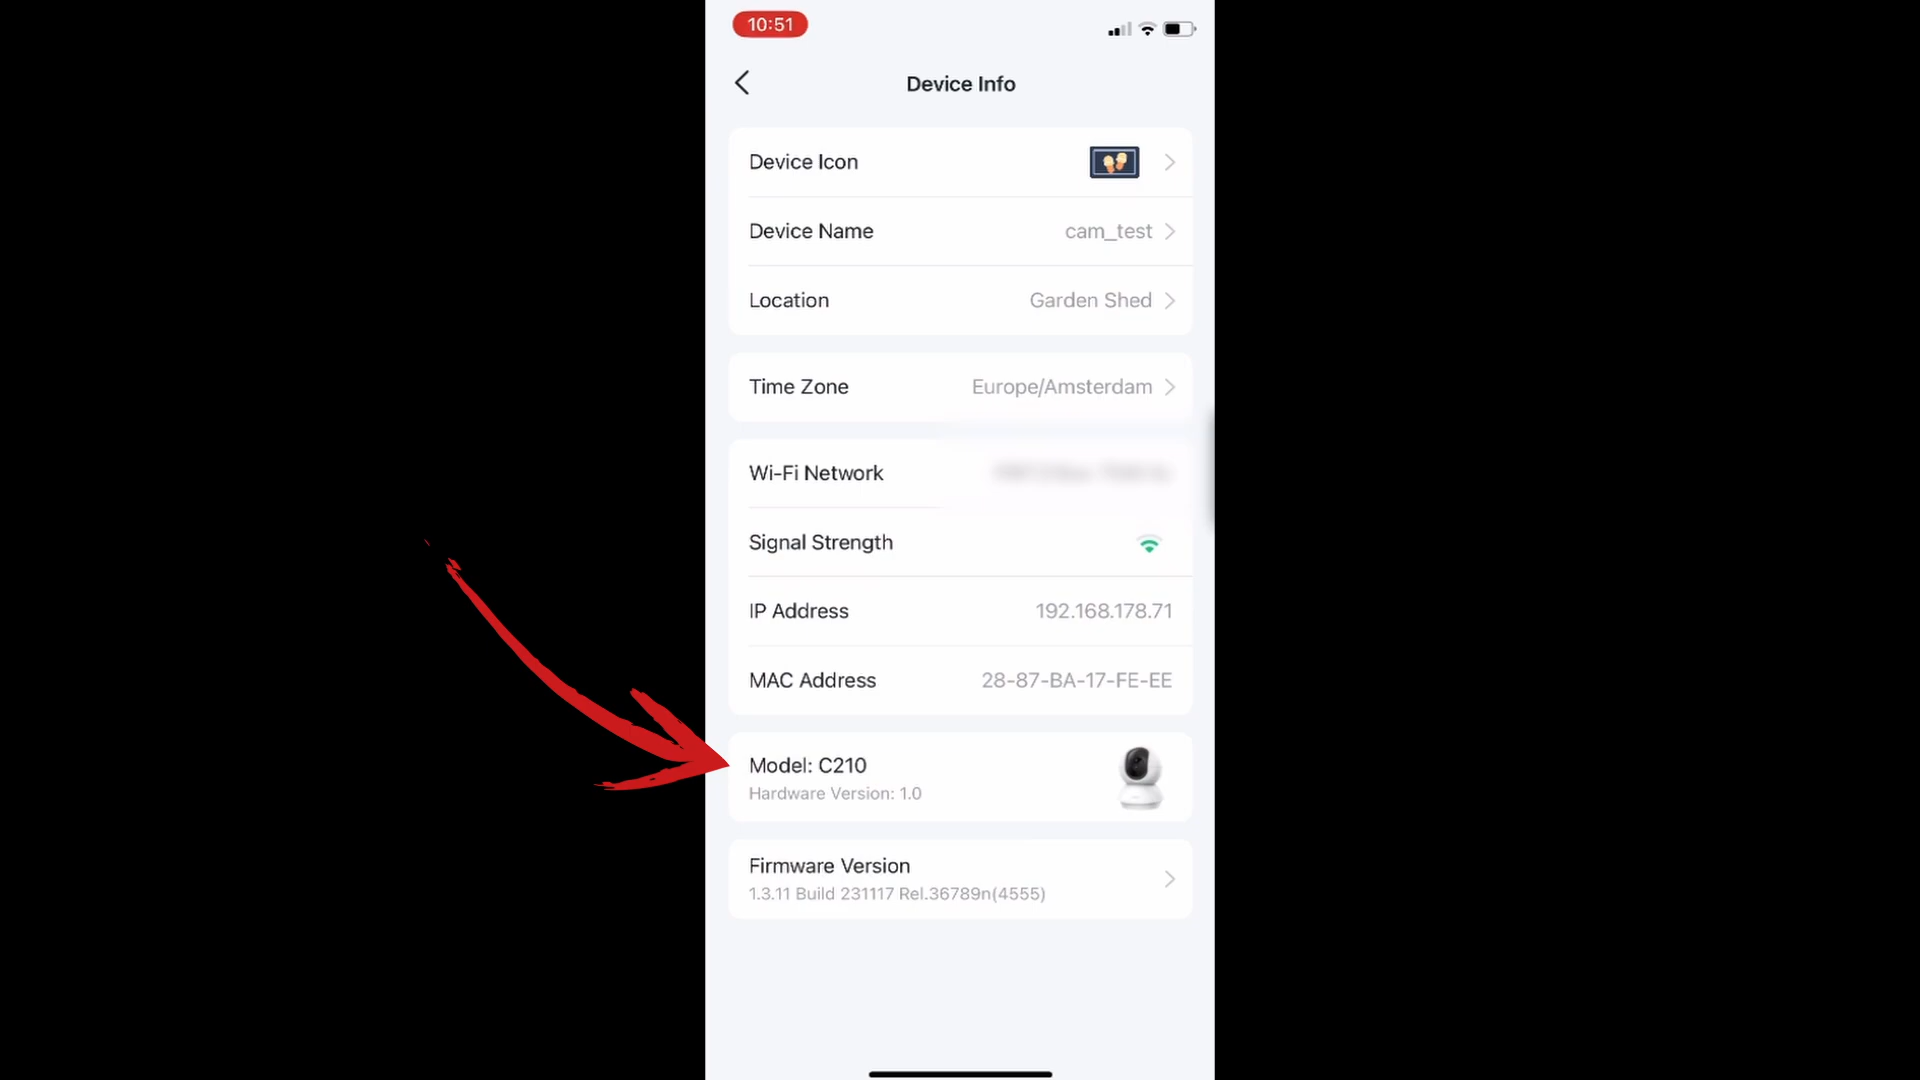 10:51
Device Info
Device Icon
Device Name cam_test
Location Garden Shed
Time Zone Europe/Amsterdam
Wi-Fi Network
Signal Strength
IP Address 192.168.178.71
MAC Address 28-87-BA-17-FE-EE
Model: C210
Hardware Version: 1.0
Firmware Version
1.3.11 Build 231117 Rel.36789n(4555)